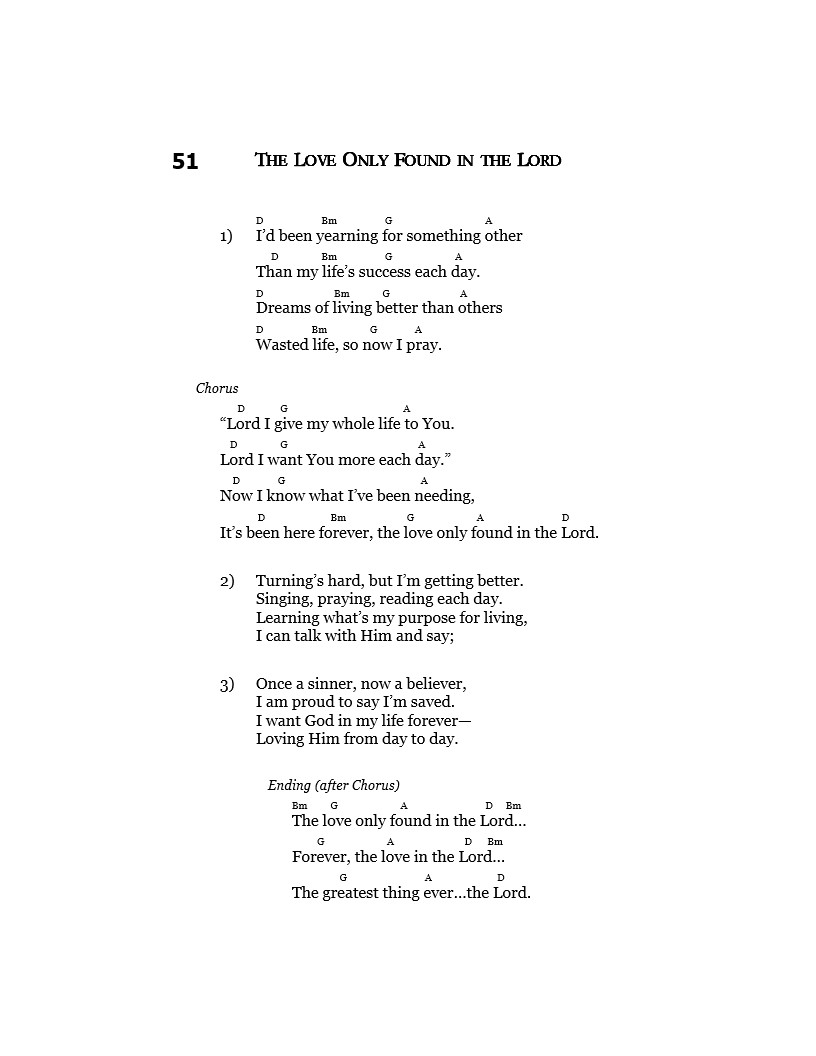 51 THE LOVE ONLY FOUND IN THE LORD
D Bm G A
1) I’d been yearning for something other
D Bm G A
Than my life’s success each day.
D Bm G A
Dreams of living better than others
D Bm G A
Wasted life, so now I pray.
Chorus
D G A
“Lord I give my whole life to You.
D G A
Lord I want You more each day.”
D G A
Now I know what I’ve been needing,
D Bm G A D
It’s been here forever, the love only found in the Lord.
2) Turning’s hard, but I’m getting better.
Singing, praying, reading each day.
Learning what’s my purpose for living,
I can talk with Him and say;
3) Once a sinner, now a believer,
I am proud to say I’m saved.
I want God in my life forever—
Loving Him from day to day.
Ending (after Chorus)
Bm G A D Bm
The love only found in the Lord…
G A D Bm
Forever, the love in the Lord…
G A D
The greatest thing ever…the Lord.